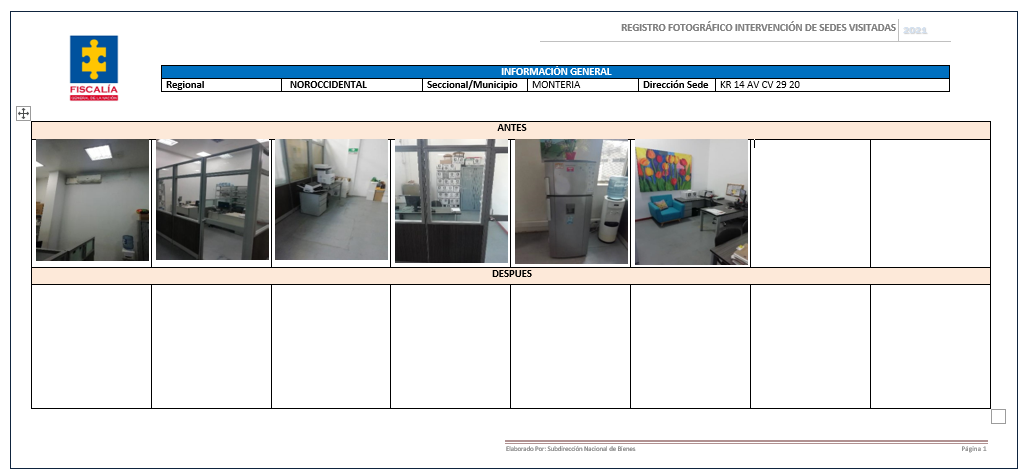 REGISTRO FOTOGRÁFICO INTERVENCIÓN DE SEDES VISITADAS 2021
FISCALÍA
GENERAL DE LA NACIÓN
INFORMACIÒN GENERAL
Regional NOROCCIDENTAL Seccional/Municipio MONTERIA Dirección Sede KR 14 AV CV 29 20
ANTES
DESPUES
Elaborado Por: Subdirección Nacional de Bienes Página 1